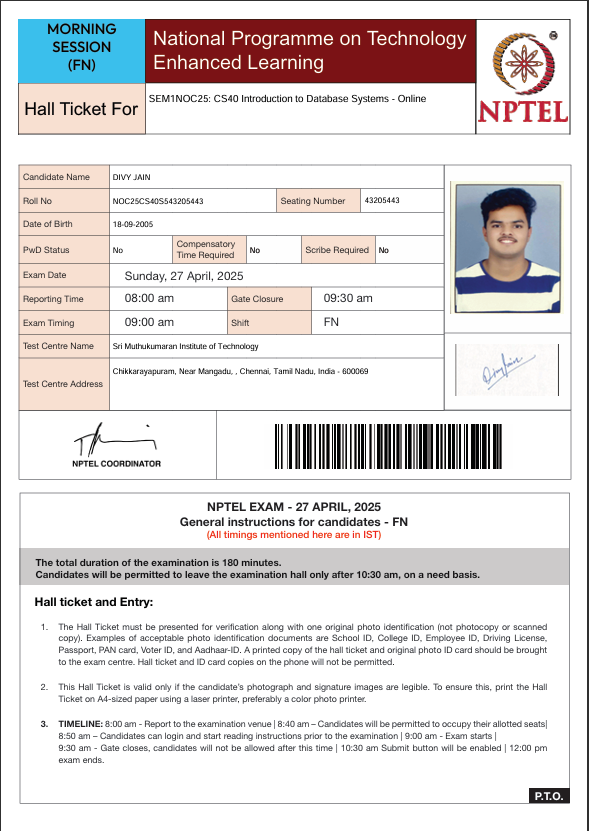 MORNING
SESSION
(FN)
National Programme on Technology
Enhanced Learning
Hall Ticket For
SEM1NOC25: CS40 Introduction to Database Systems - Online
NPTEL
Candidate Name DIVY JAIN
Roll No NOC25CS40S543205443 Seating Number 43205443
Date of Birth 18-09-2005
PwD Status No Compensatory Time Required No Scribe Required No
Exam Date Sunday, 27 April, 2025
Reporting Time 08:00 am Gate Closure 09:30 am
Exam Timing 09:00 am Shift FN
Test Centre Name Sri Muthukumaran Institute of Technology
Test Centre Address Chikkarayapuram, Near Mangadu, , Chennai, Tamil Nadu, India - 600069
Divy Jain
NPTEL COORDINATOR
NPTEL EXAM - 27 APRIL, 2025
General instructions for candidates - FN
(All timings mentioned here are in IST)
The total duration of the examination is 180 minutes.
Candidates will be permitted to leave the examination hall only after 10:30 am, on a need basis.
Hall ticket and Entry:
1. The Hall Ticket must be presented for verification along with one original photo identification (not photocopy or scanned
copy). Examples of acceptable photo identification documents are School ID, College ID, Employee ID, Driving License,
Passport, PAN card, Voter ID, and Aadhaar-ID. A printed copy of the hall ticket and original photo ID card should be brought
to the exam centre. Hall ticket and ID card copies on the phone will not be permitted.
2. This Hall Ticket is valid only if the candidate's photograph and signature images are legible. To ensure this, print the Hall
Ticket on A4-sized paper using a laser printer, preferably a color photo printer.
3. TIMELINE: 8:00 am - Report to the examination venue | 8:40 am – Candidates will be permitted to occupy their allotted seats|
8:50 am – Candidates can login and start reading instructions prior to the examination | 9:00 am - Exam starts |
9:30 am - Gate closes, candidates will not be allowed after this time | 10:30 am Submit button will be enabled | 12:00 pm
exam ends.
P.T.O.